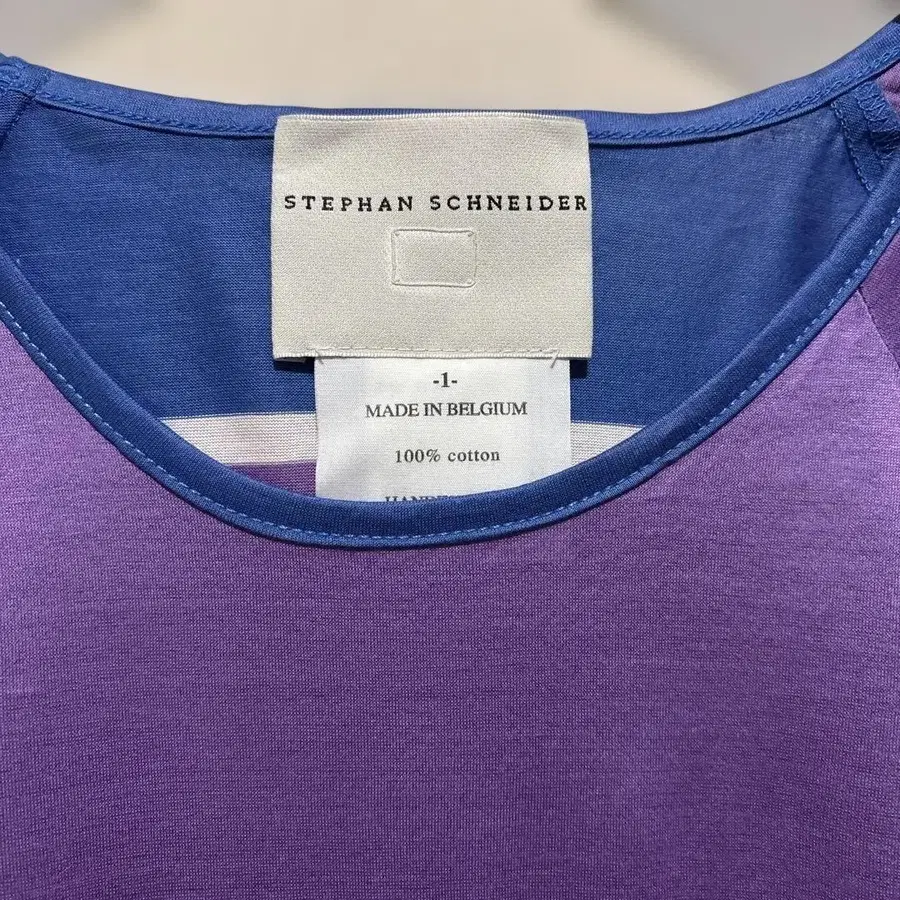 STEPHAN SCHNEIDER
-1-
MADE IN BELGIUM
100% cotton